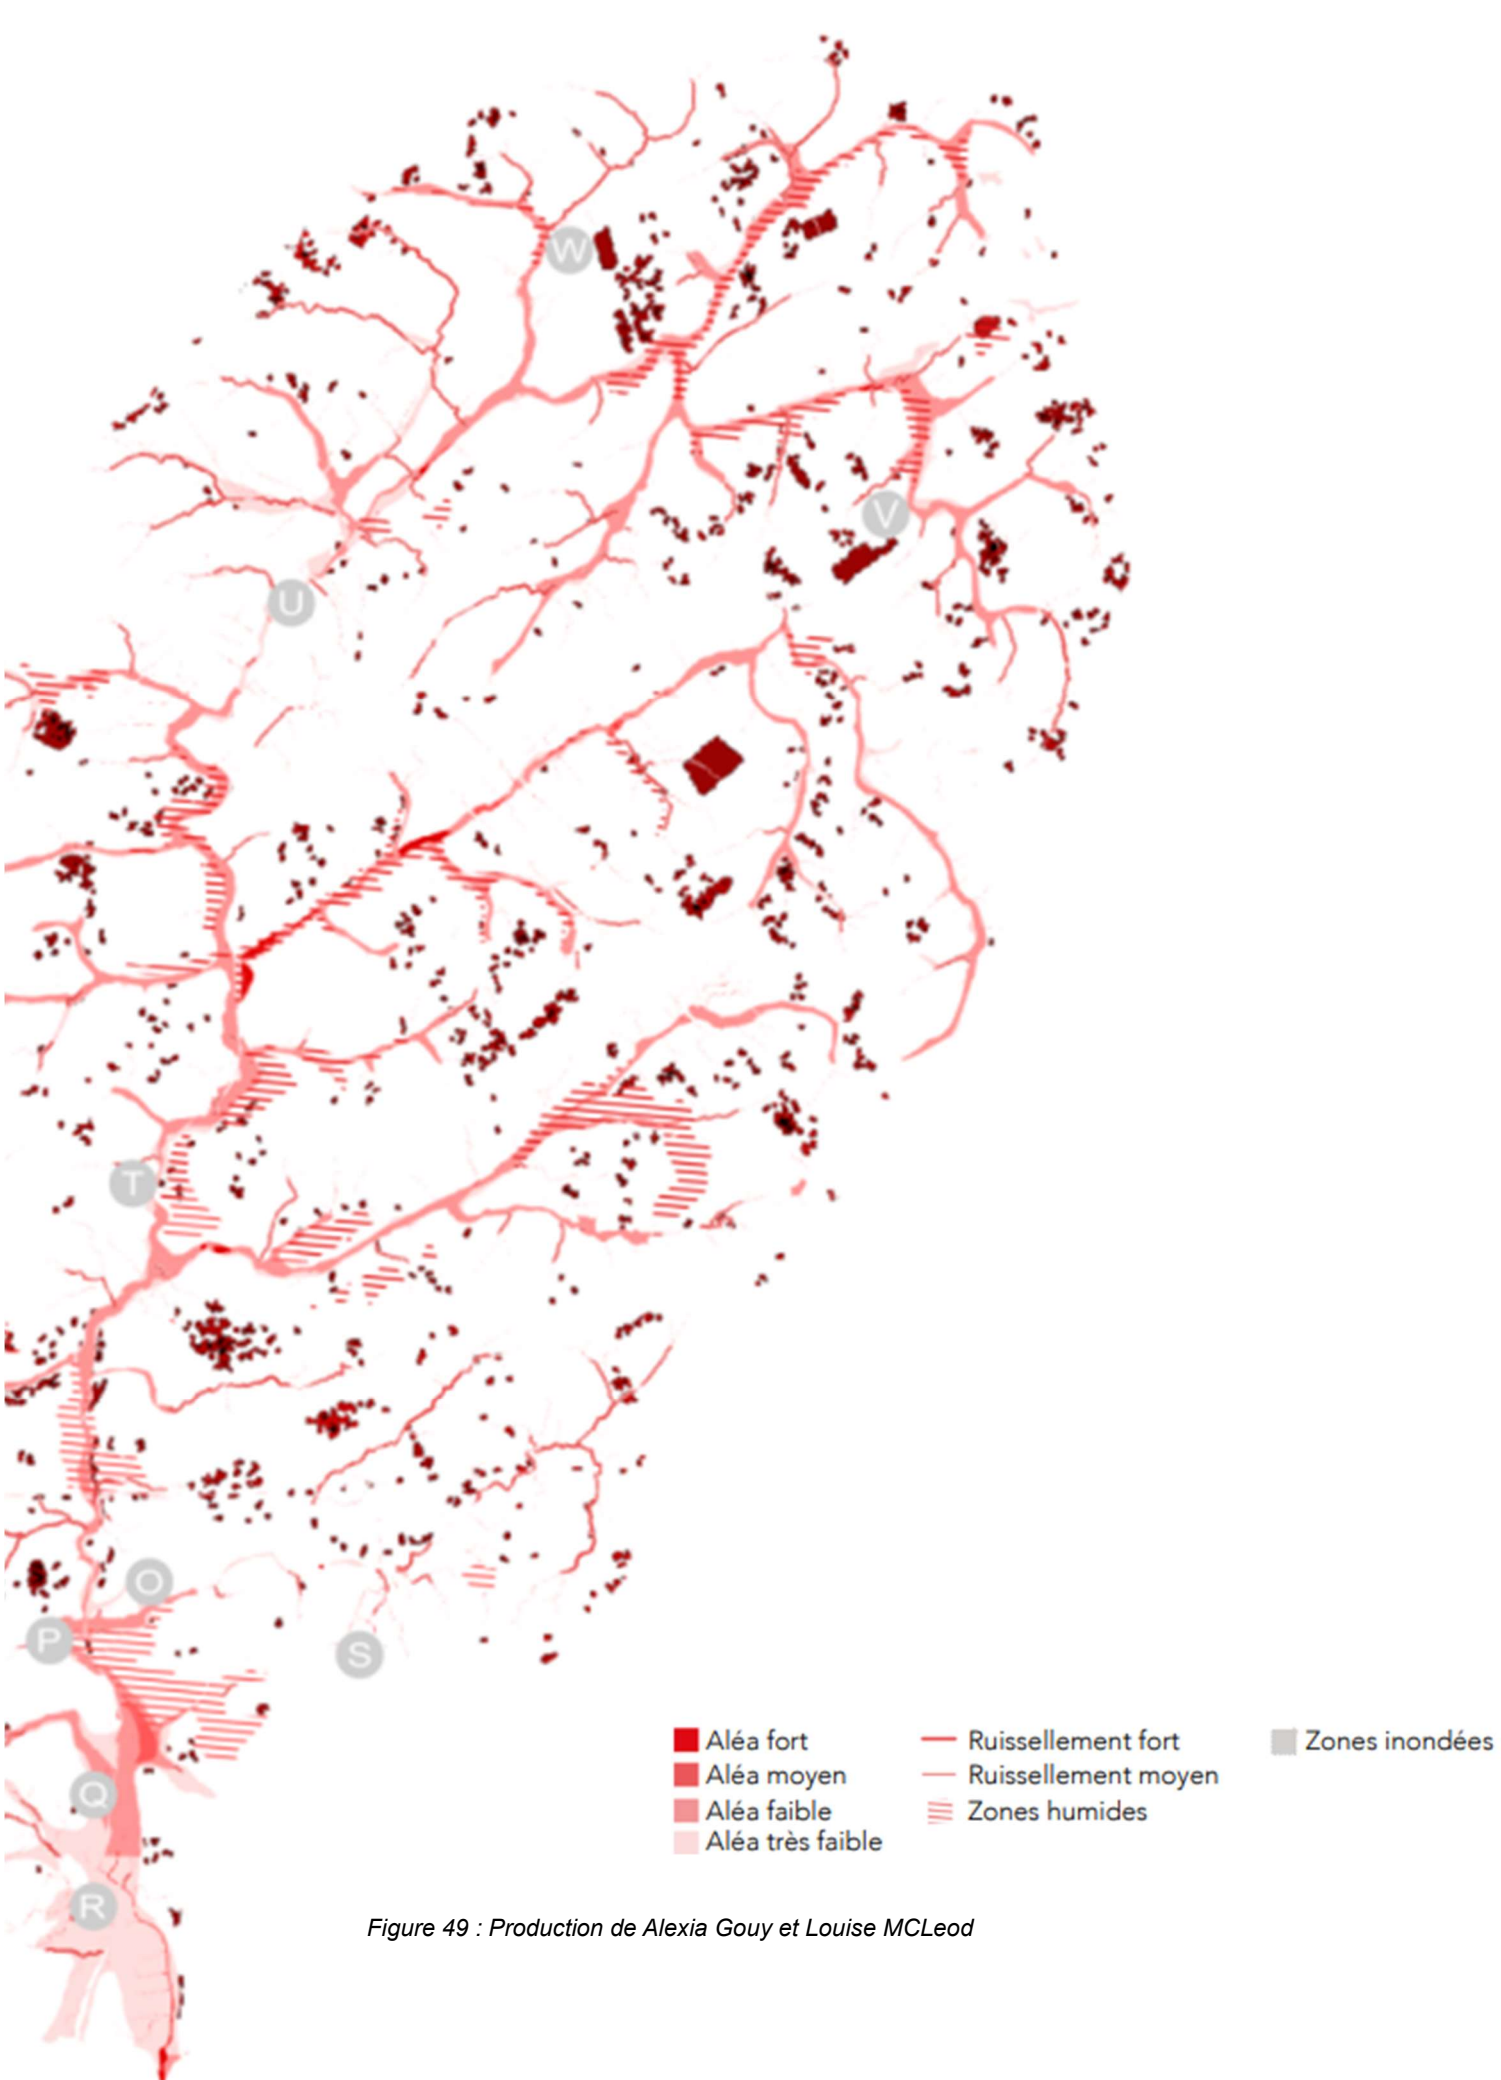 W
V
U
T
O
P
S
Q
R
Aléa fort
Aléa moyen
Aléa faible
Aléa très faible
Ruissellement fort
Ruissellement moyen
Zones humides
Zones inondées
Figure 49 : Production de Alexia Gouy et Louise MCLeod